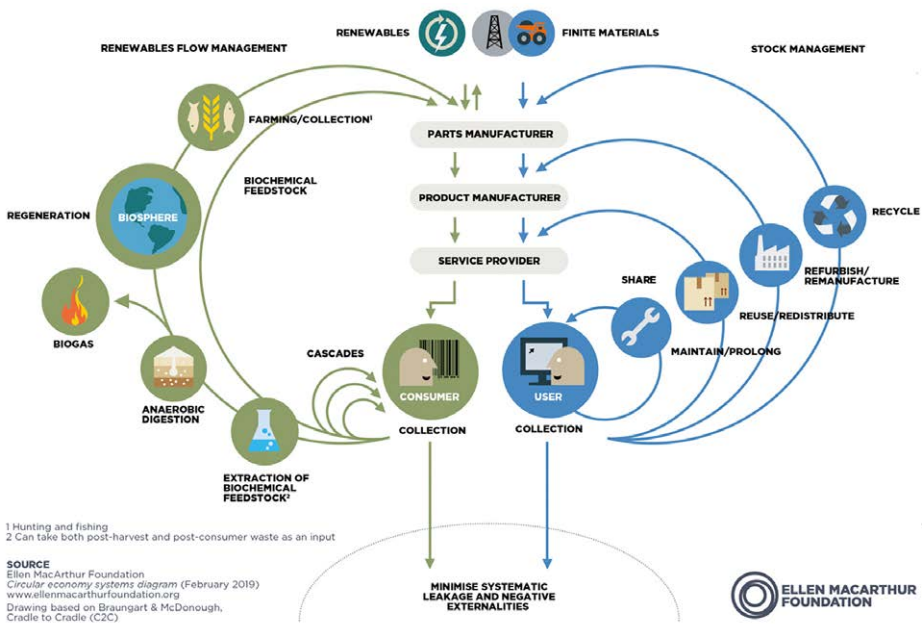 RENEWABLES
FINITE MATERIALS
RENEWABLES FLOW MANAGEMENT
STOCK MANAGEMENT
FARMING/COLLECTION¹
PARTS MANUFACTURER
BIOCHEMICAL
FEEDSTOCK
PRODUCT MANUFACTURER
REGENERATION
BIOSPHERE
RECYCLE
SERVICE PROVIDER
SHARE
REFURBISH/
REMANUFACTURE
REUSE/REDISTRIBUTE
BIOGAS
CASCADES
MAINTAIN/PROLONG
CONSUMER
USER
ANAEROBIC
DIGESTION
COLLECTION
COLLECTION
EXTRACTION OF
BIOCHEMICAL
FEEDSTOCK²
1 Hunting and fishing
2 Can take both post-harvest and post-consumer waste as an input
SOURCE
Ellen MacArthur Foundation
Circular economy systems diagram (February 2019)
www.ellenmacarthurfoundation.org
Drawing based on Braungart & McDonough,
Cradle to Cradle (C2C)
MINIMISE SYSTEMATIC
LEAKAGE AND NEGATIVE
EXTERNALITIES
ELLEN MACARTHUR
FOUNDATION